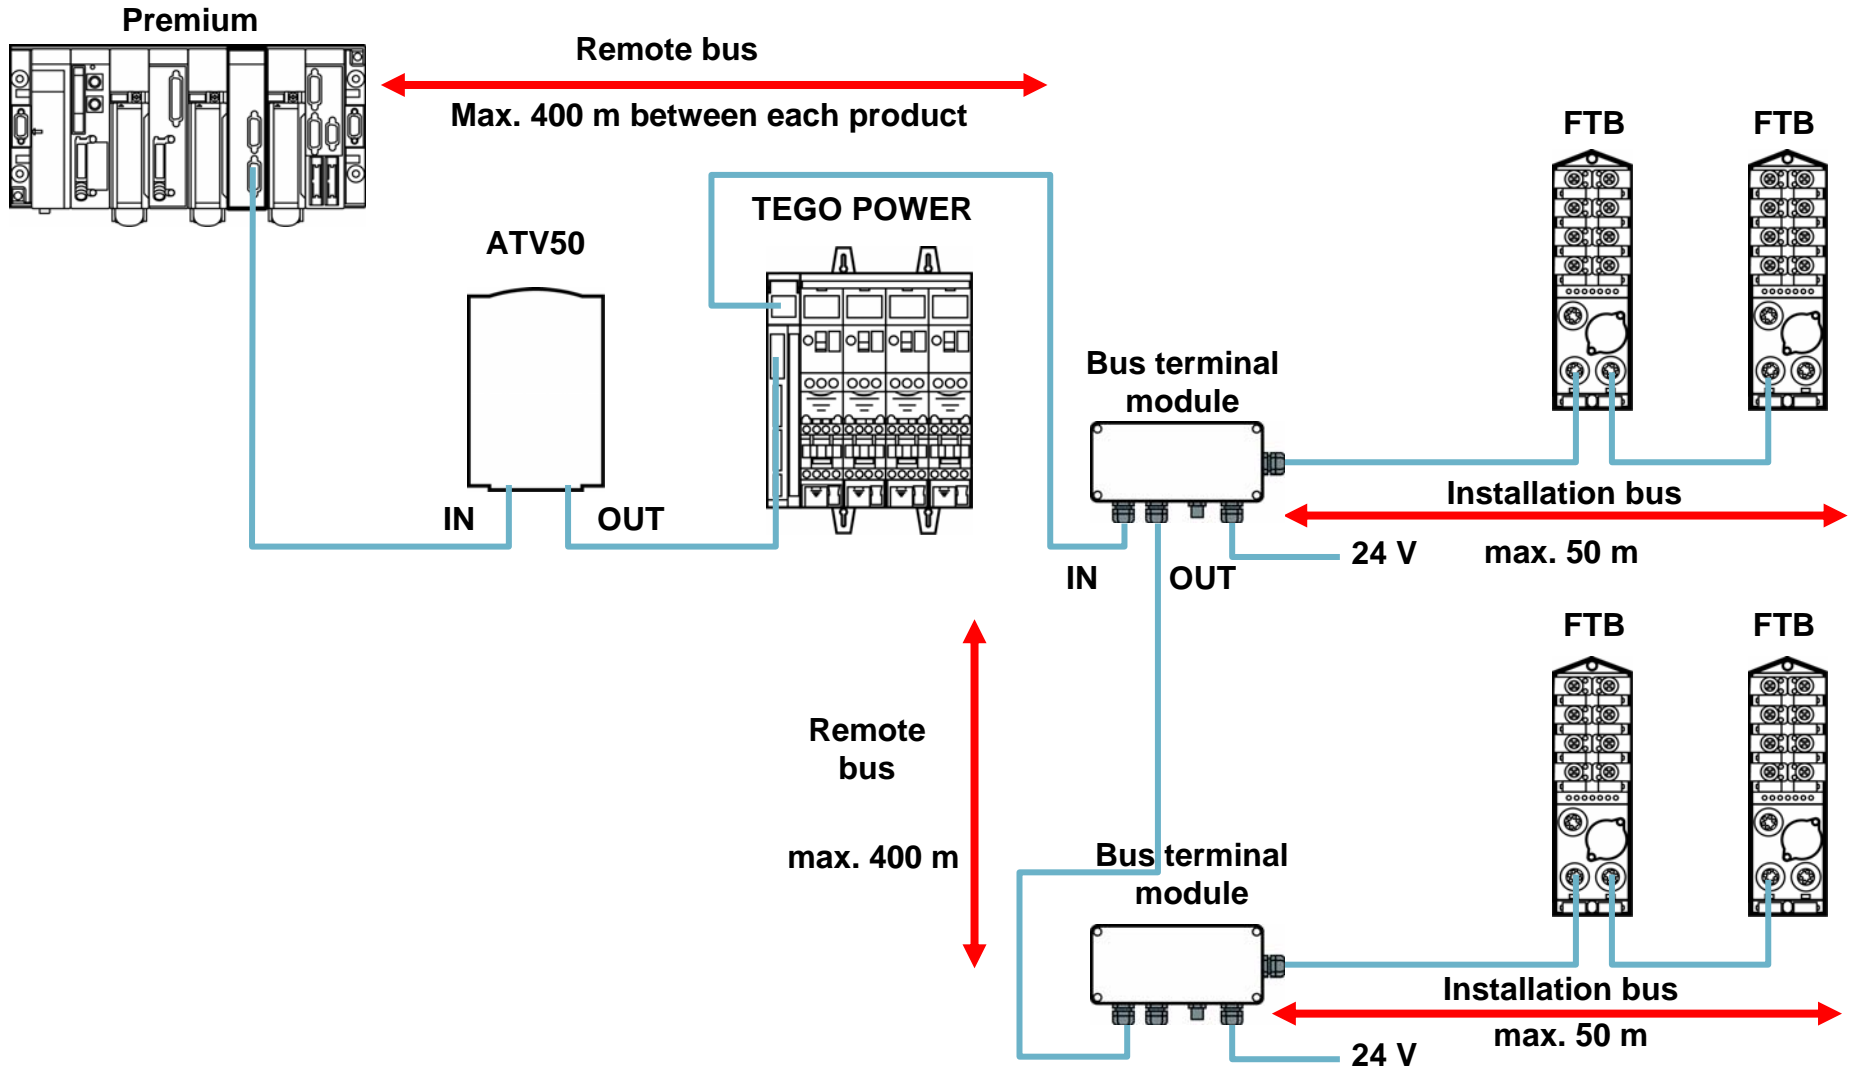 Premium
Remote bus
Max. 400 m between each product
FTB
FTB
TEGO POWER
ATV50
Bus terminal
module
Installation bus
IN
OUT
24 V
max. 50 m
IN
OUT
FTB
FTB
Remote
bus
max. 400 m
Bus terminal
module
Installation bus
max. 50 m
24 V